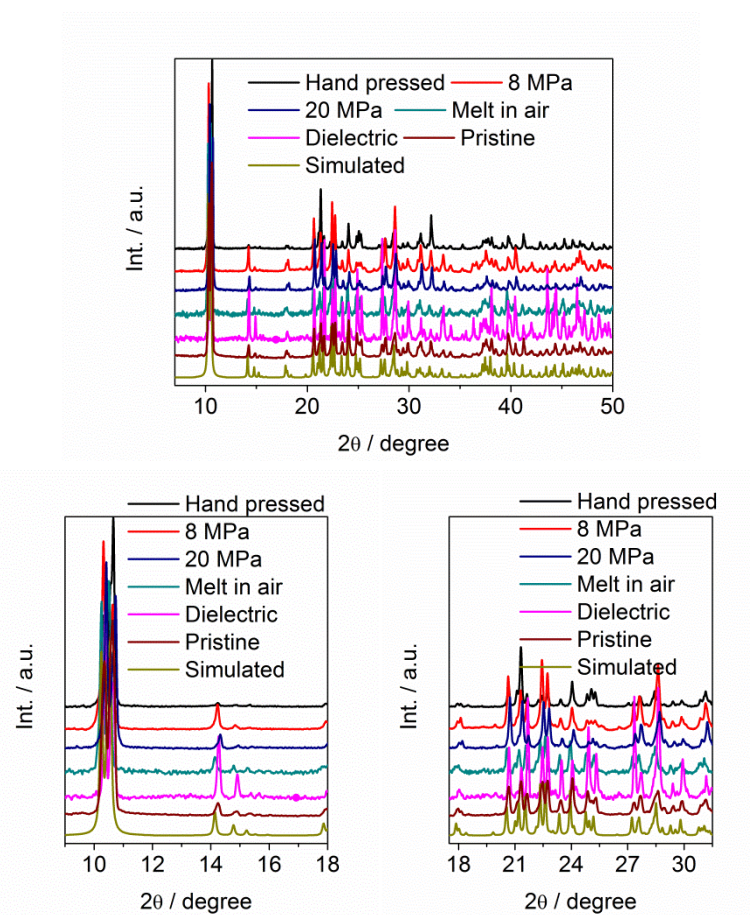 Hand pressed 8 MPa
20 MPa Melt in air
Dielectric Pristine
Simulated
Int. / a.u.
10 20 30 40 50
2θ / degree
Hand pressed
8 MPa
20 MPa
Melt in air
Dielectric
Pristine
Simulated
Int. / a.u.
10 12 14 16 18
2θ / degree
Hand pressed
8 MPa
20 MPa
Melt in air
Dielectric
Pristine
Simulated
Int. / a.u.
18 21 24 27 30
2θ / degree